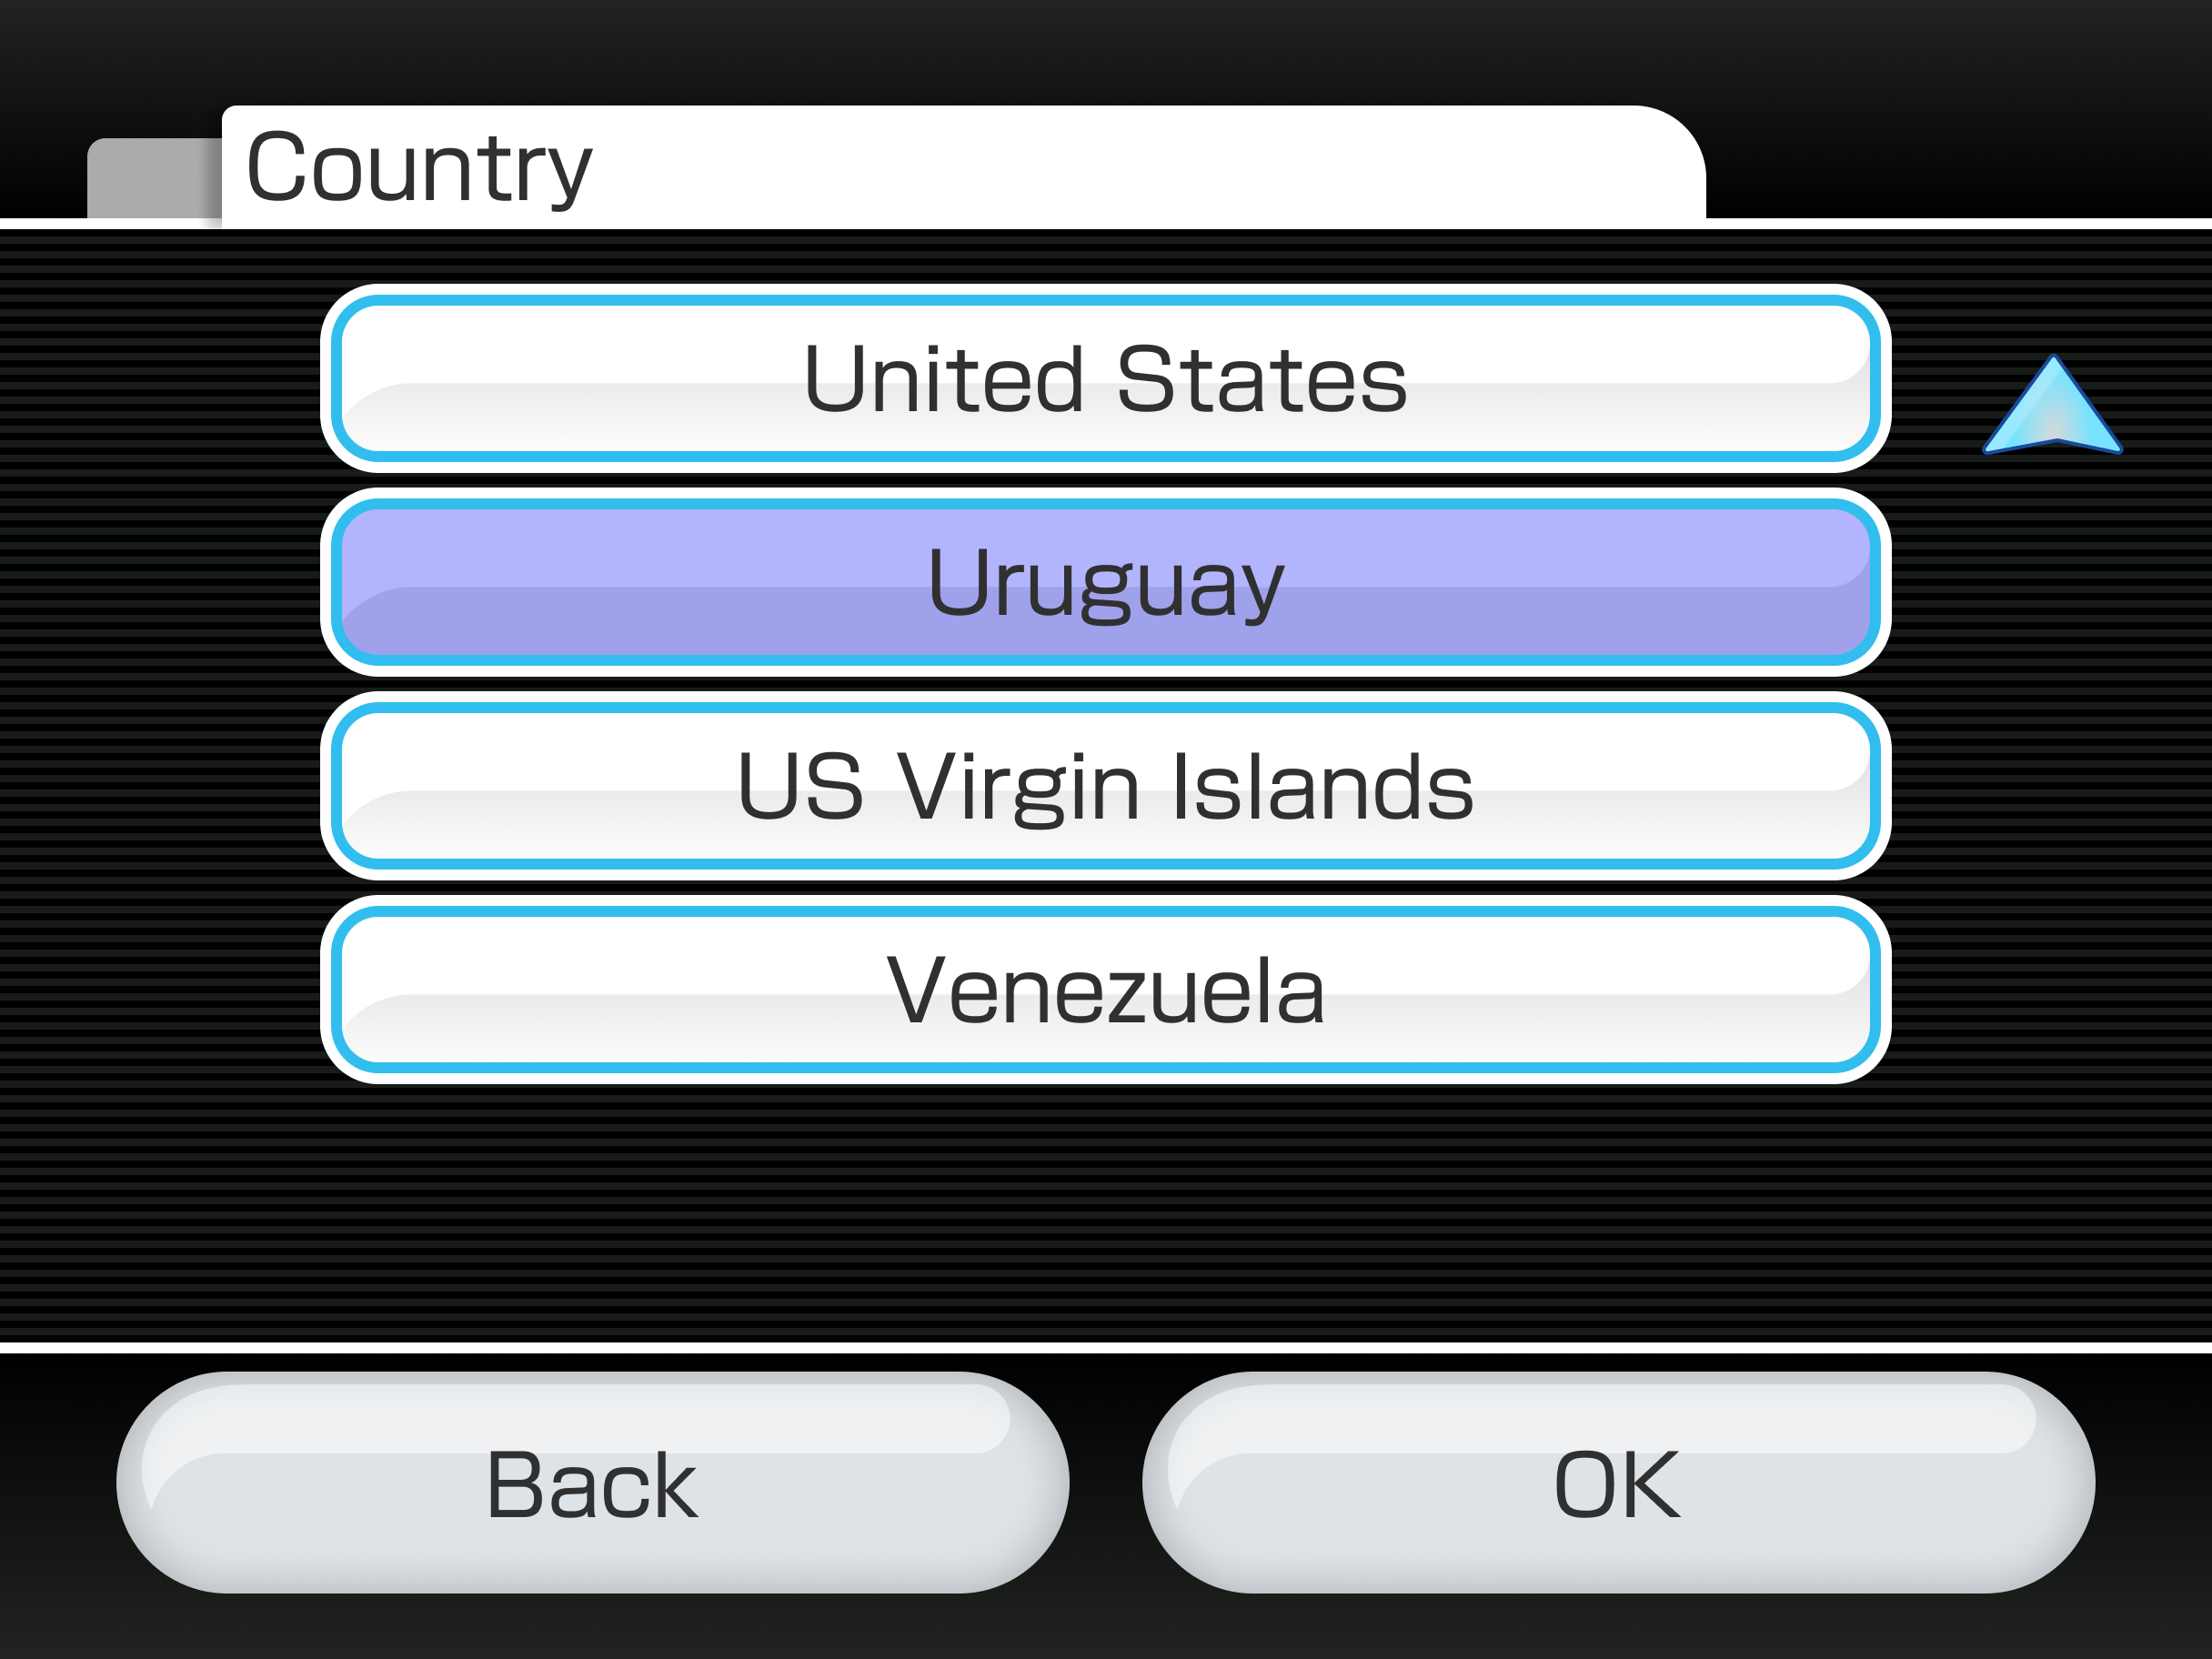 Country
United States
Uruguay
US Virgin Islands
Venezuela
Back
OK